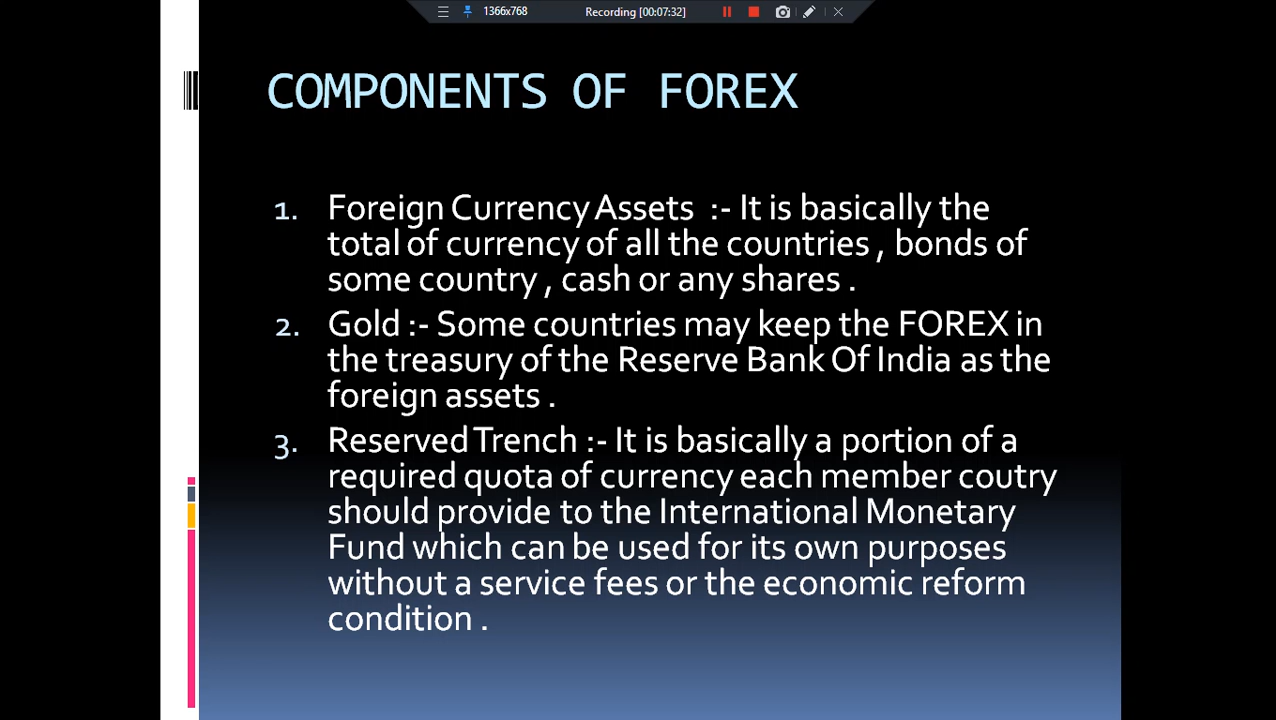 1366x768 Recording [00:07:32]
COMPONENTS OF FOREX
1. Foreign Currency Assets :- It is basically the
total of currency of all the countries , bonds of
some country , cash or any shares .
2. Gold :- Some countries may keep the FOREX in
the treasury of the Reserve Bank Of India as the
foreign assets .
3. Reserved Trench :- It is basically a portion of a
required quota of currency each member coutry
should provide to the International Monetary
Fund which can be used for its own purposes
without a service fees or the economic reform
condition .